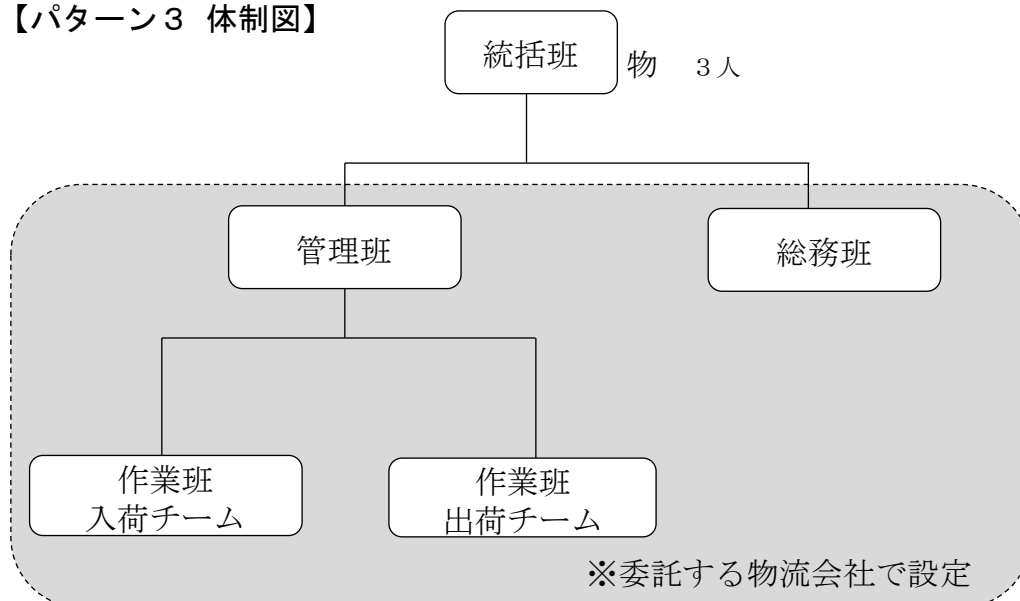 【パターン３ 体制図】
統括班
物 ３人
管理班
総務班
作業班
入荷チーム
作業班
出荷チーム
※委託する物流会社で設定